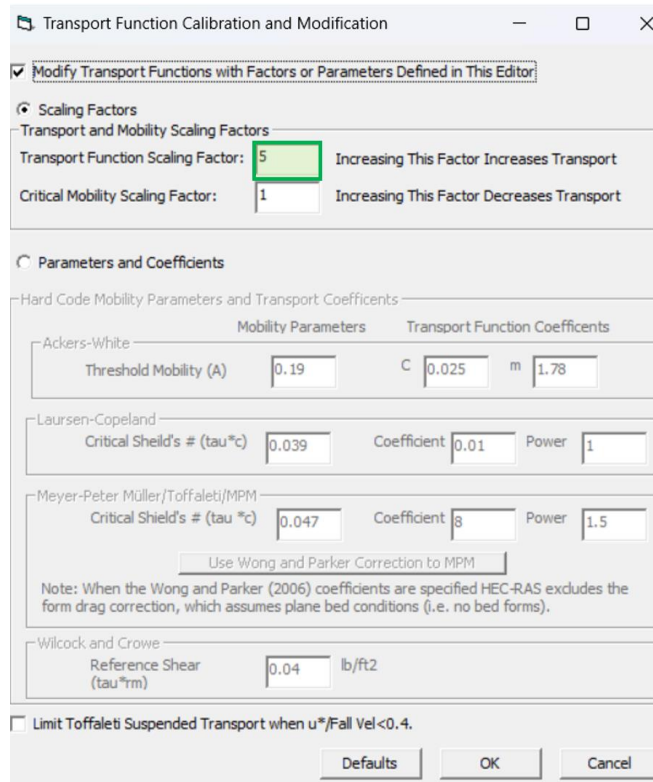 Transport Function Calibration and Modification
Modify Transport Functions with Factors or Parameters Defined in This Editor
Scaling Factors
Transport and Mobility Scaling Factors
Transport Function Scaling Factor: 5 Increasing This Factor Increases Transport
Critical Mobility Scaling Factor: 1 Increasing This Factor Decreases Transport
Parameters and Coefficients
Hard Code Mobility Parameters and Transport Coefficents
Mobility Parameters Transport Function Coefficents
Ackers-White
Threshold Mobility (A) 0.19 C 0.025 m 1.78
Laursen-Copeland
Critical Sheild's # (tau*c) 0.039 Coefficient 0.01 Power 1
Meyer-Peter Müller/Toffaleti/MPM
Critical Shield's # (tau *c) 0.047 Coefficient 8 Power 1.5
Use Wong and Parker Correction to MPM
Note: When the Wong and Parker (2006) coefficients are specified HEC-RAS excludes the
form drag correction, which assumes plane bed conditions (i.e. no bed forms).
Wilcock and Crowe
Reference Shear 0.04 lb/ft2
(tau*rm)
Limit Toffaleti Suspended Transport when u*/Fall Vel<0.4.
Defaults OK Cancel